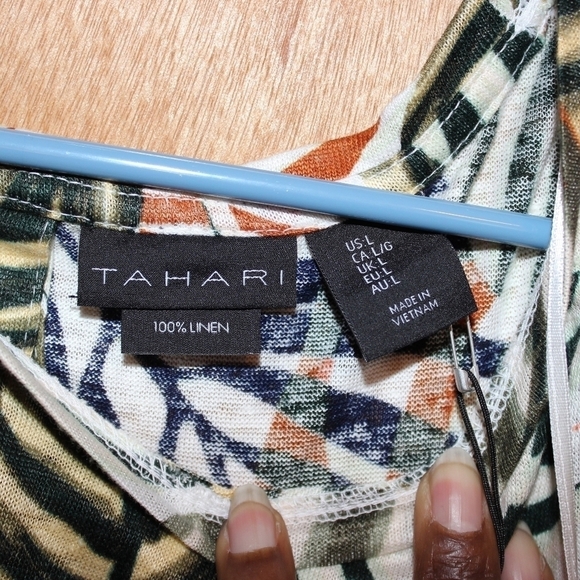 TAHARI
100% LINEN
US:L
CA:L/G
UK:L
EU:L
AU:L
MADE IN
VIETNAM